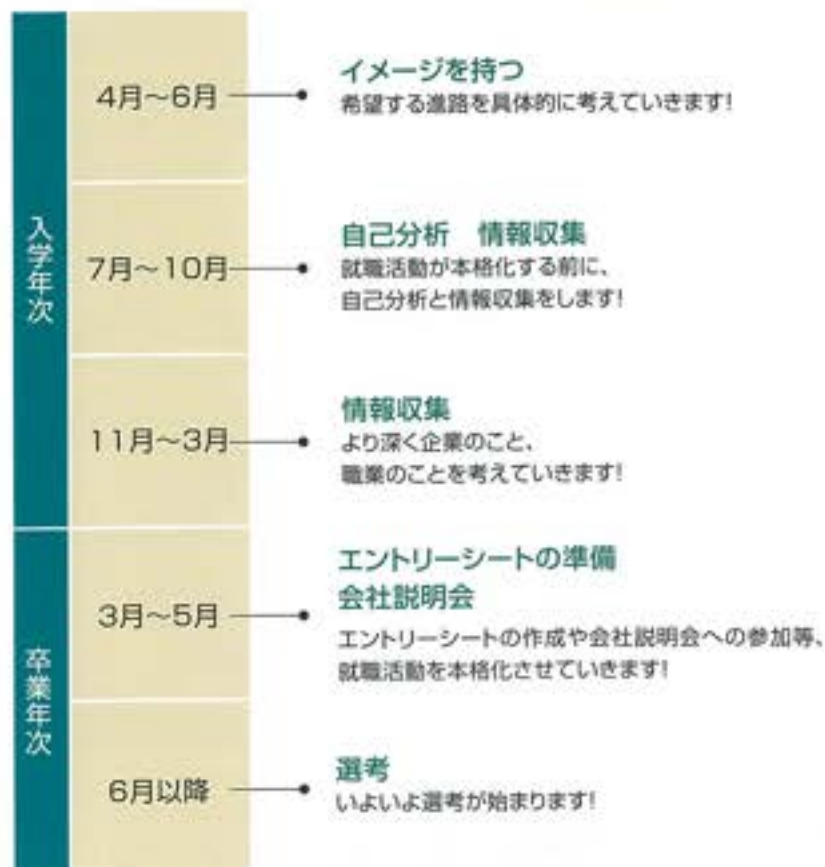 入学年次
4月～6月
イメージを持つ
希望する進路を具体的に考えていきます!
7月～10月
自己分析　情報収集
就職活動が本格化する前に、
自己分析と情報収集をします!
11月～3月
情報収集
より深く企業のこと、
職業のことを考えていきます!
卒業年次
3月～5月
エントリーシートの準備
会社説明会
エントリーシートの作成や会社説明会への参加等、
就職活動を本格化させていきます!
6月以降
選考
いよいよ選考が始まります!